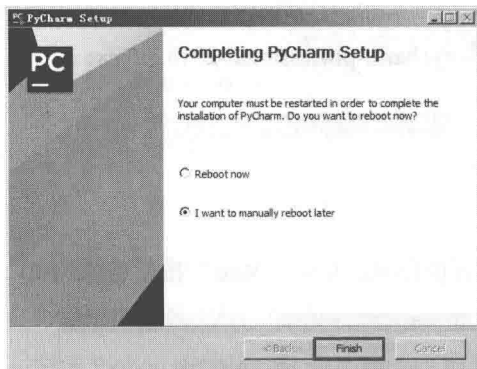 PyCharm Setup
PC
Completing PyCharm Setup
Your computer must be restarted in order to complete the
installation of PyCharm. Do you want to reboot now?
Reboot now
I want to manually reboot later
< Back
Finish
Cancel